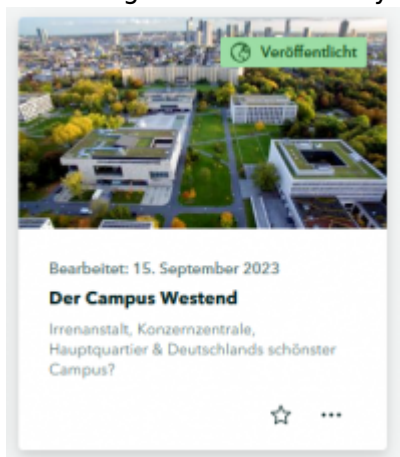 Veröffentlicht
Bearbeitet: 15. September 2023
Der Campus Westend
Irrenanstalt, Konzernzentrale,
Hauptquartier & Deutschlands schönster
Campus?